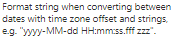 Format string when converting between
dates with time zone offset and strings,
e.g. "yyyy-MM-dd HH:mm:ss.fff zzz".